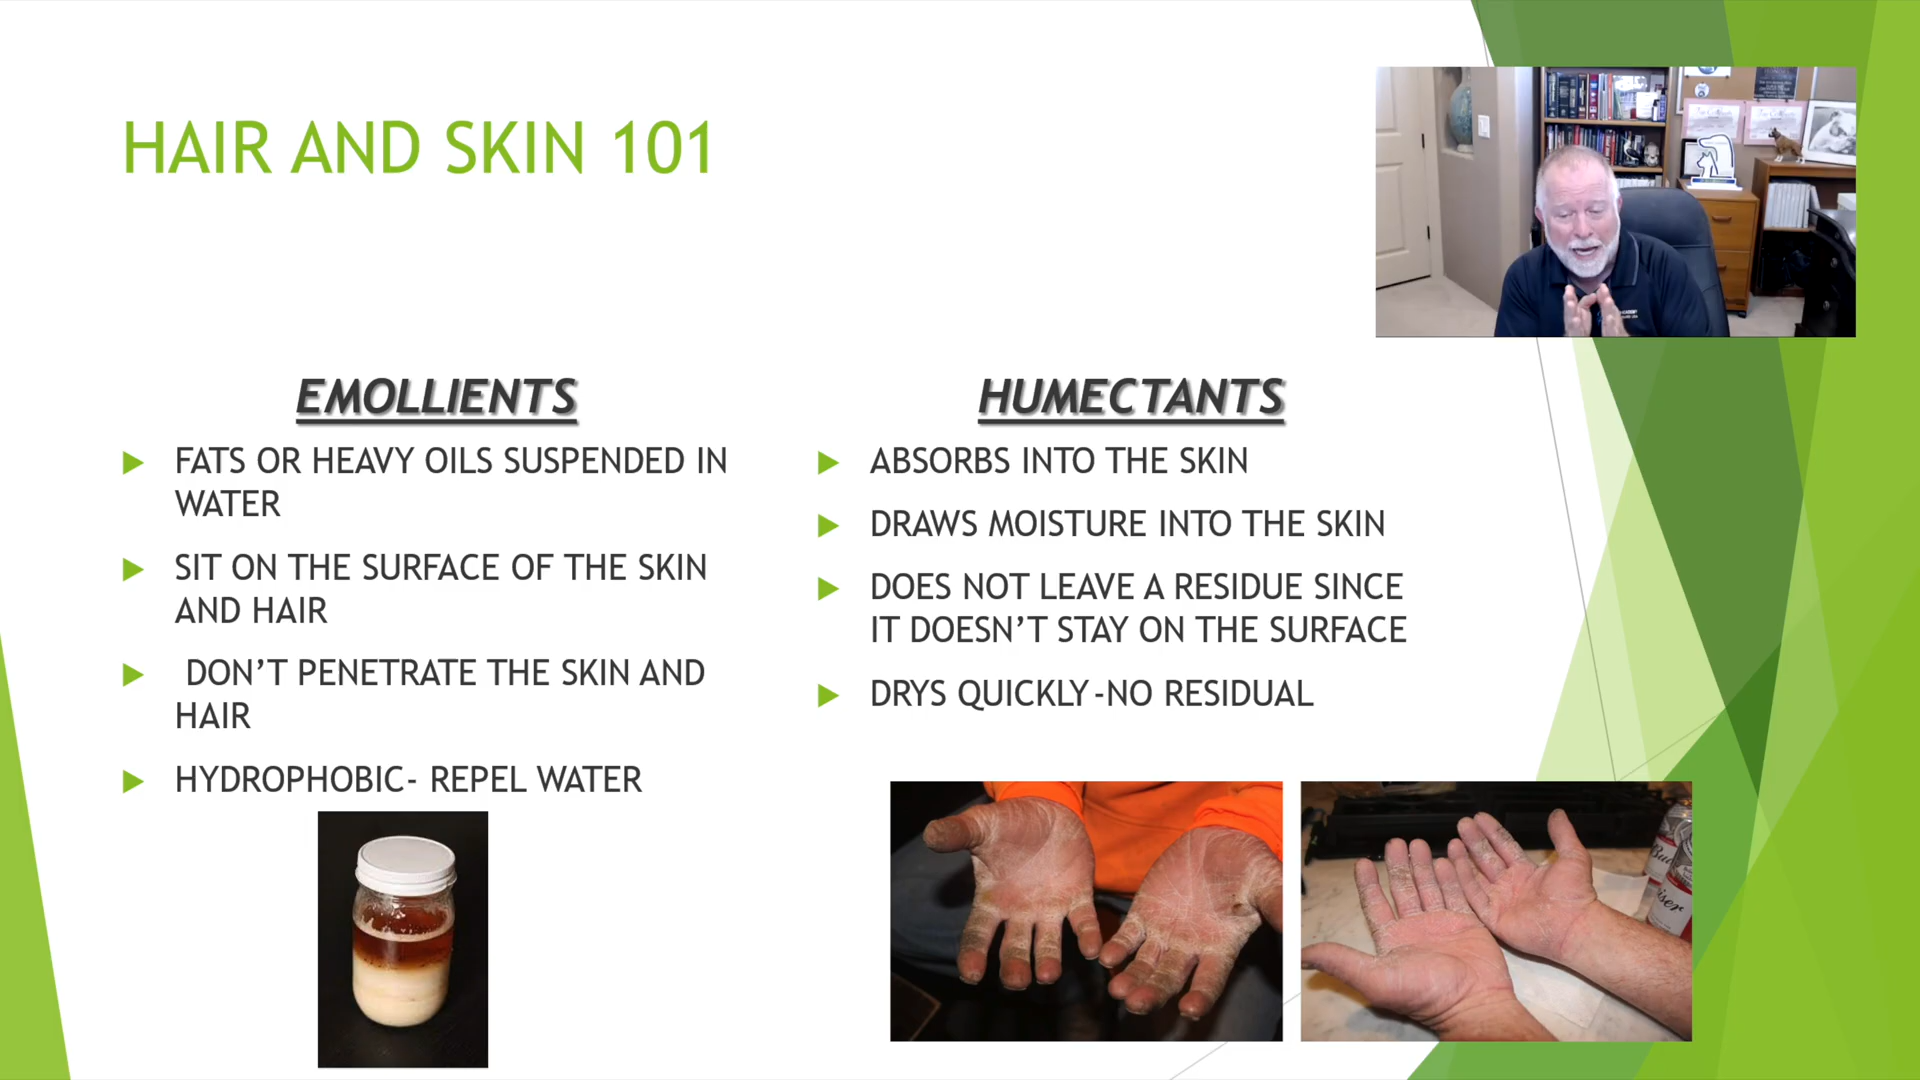 HAIR AND SKIN 101
EMOLLIENTS
FATS OR HEAVY OILS SUSPENDED IN
WATER
SIT ON THE SURFACE OF THE SKIN
AND HAIR
DON’T PENETRATE THE SKIN AND
HAIR
HYDROPHOBIC- REPEL WATER
HUMECTANTS
ABSORBS INTO THE SKIN
DRAWS MOISTURE INTO THE SKIN
DOES NOT LEAVE A RESIDUE SINCE
IT DOESN’T STAY ON THE SURFACE
DRYS QUICKLY-NO RESIDUAL